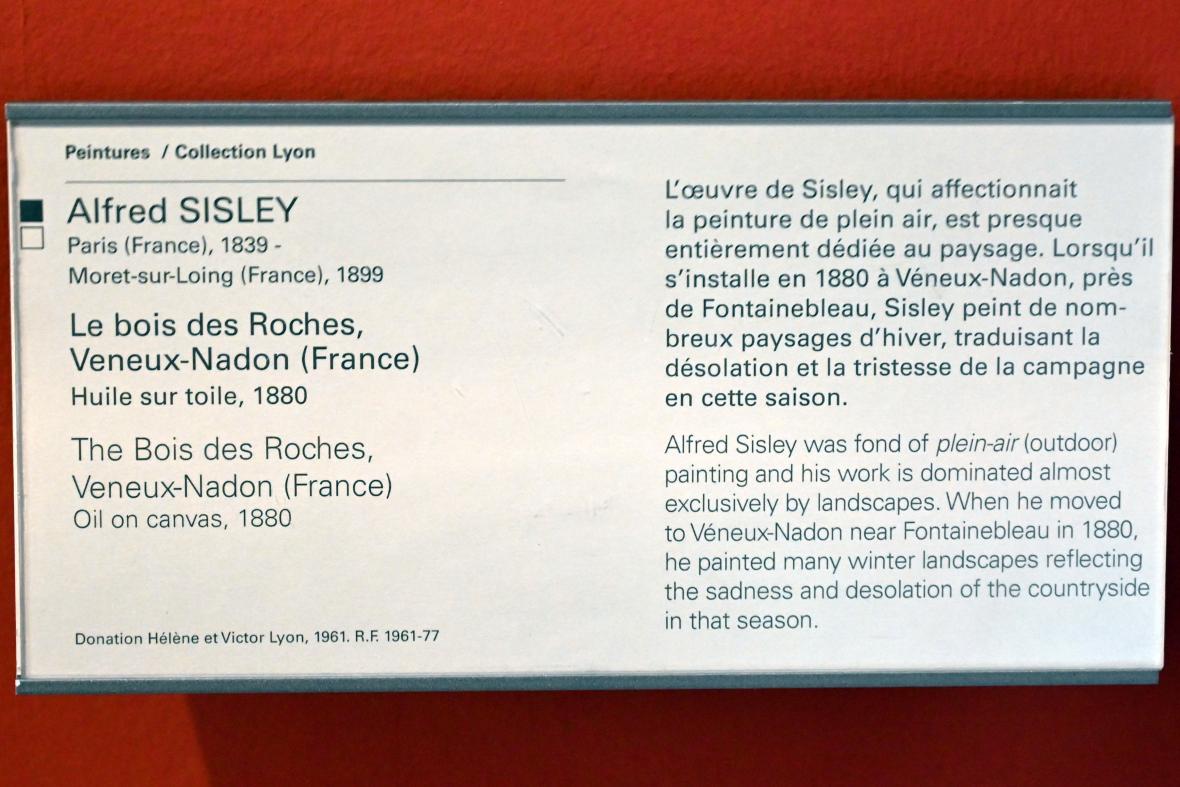 Peintures / Collection Lyon
Alfred SISLEY
Paris (France), 1839 -
Moret-sur-Loing (France), 1899
Le bois des Roches,
Veneux-Nadon (France)
Huile sur toile, 1880
The Bois des Roches,
Veneux-Nadon (France)
Oil on canvas, 1880
Donation Hélène et Victor Lyon, 1961. R.F. 1961-77
L'œuvre de Sisley, qui affectionnait
la peinture de plein air, est presque
entièrement dédiée au paysage. Lorsqu'il
s'installe en 1880 à Véneux-Nadon, près
de Fontainebleau, Sisley peint de nom-
breux paysages d'hiver, traduisant la
désolation et la tristesse de la campagne
en cette saison.
Alfred Sisley was fond of plein-air (outdoor)
painting and his work is dominated almost
exclusively by landscapes. When he moved
to Véneux-Nadon near Fontainebleau in 1880,
he painted many winter landscapes reflecting
the sadness and desolation of the countryside
in that season.